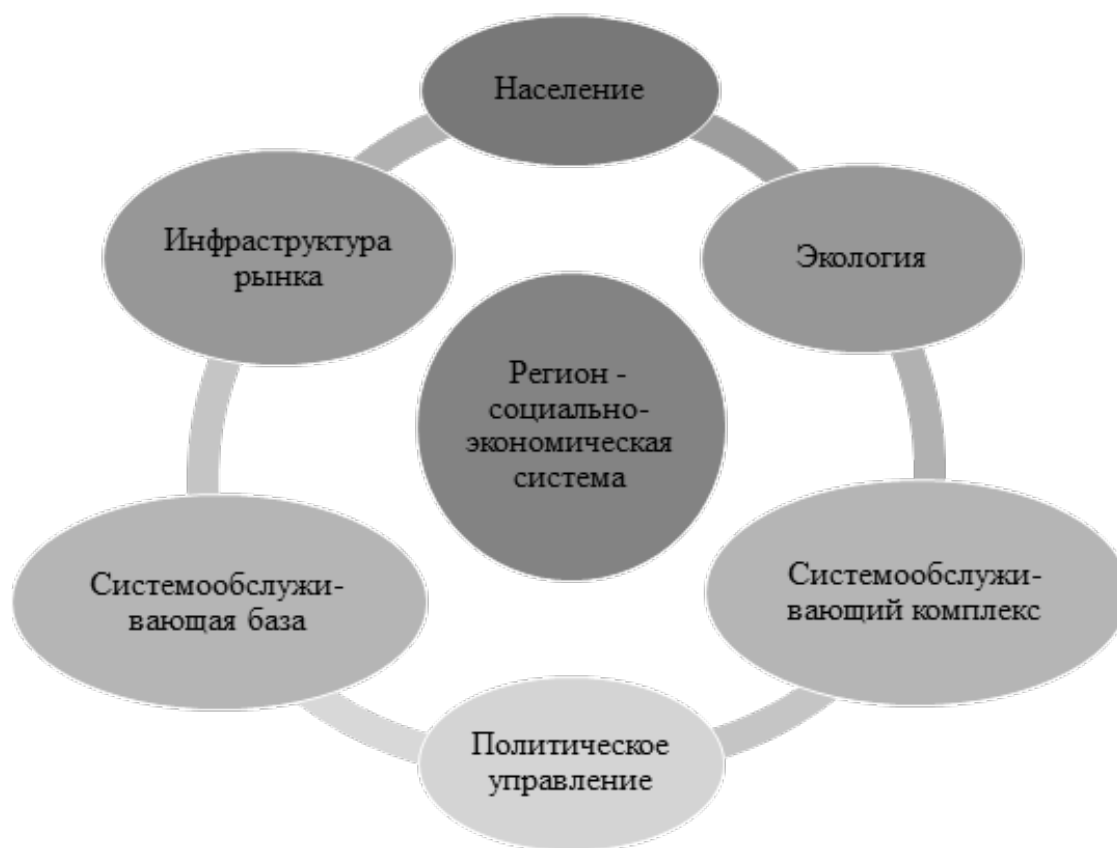 Население
Инфраструктура
рынка
Экология
Регион -
социально-
экономическая
система
Системообслужи-
вающая база
Системообслужи-
вающий комплекс
Политическое
управление